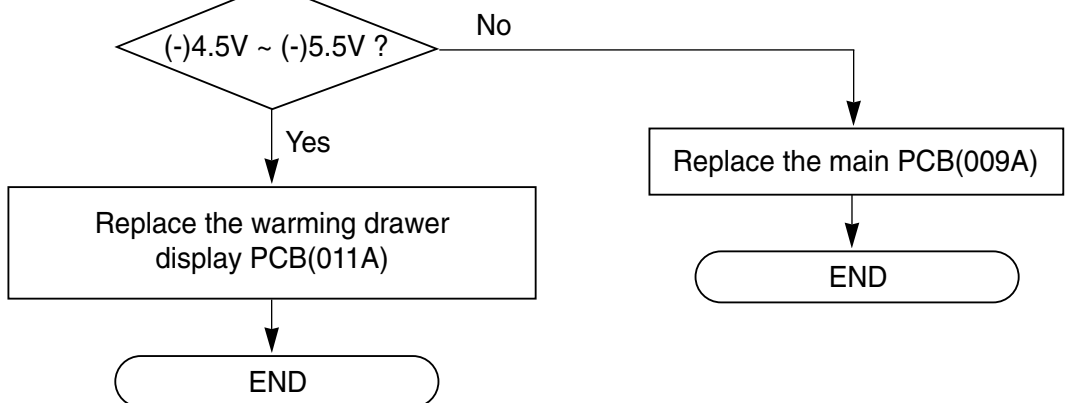 (-)4.5V ~ (-)5.5V ?
No
Yes
Replace the main PCB(009A)
Replace the warming drawer
display PCB(011A)
END
END